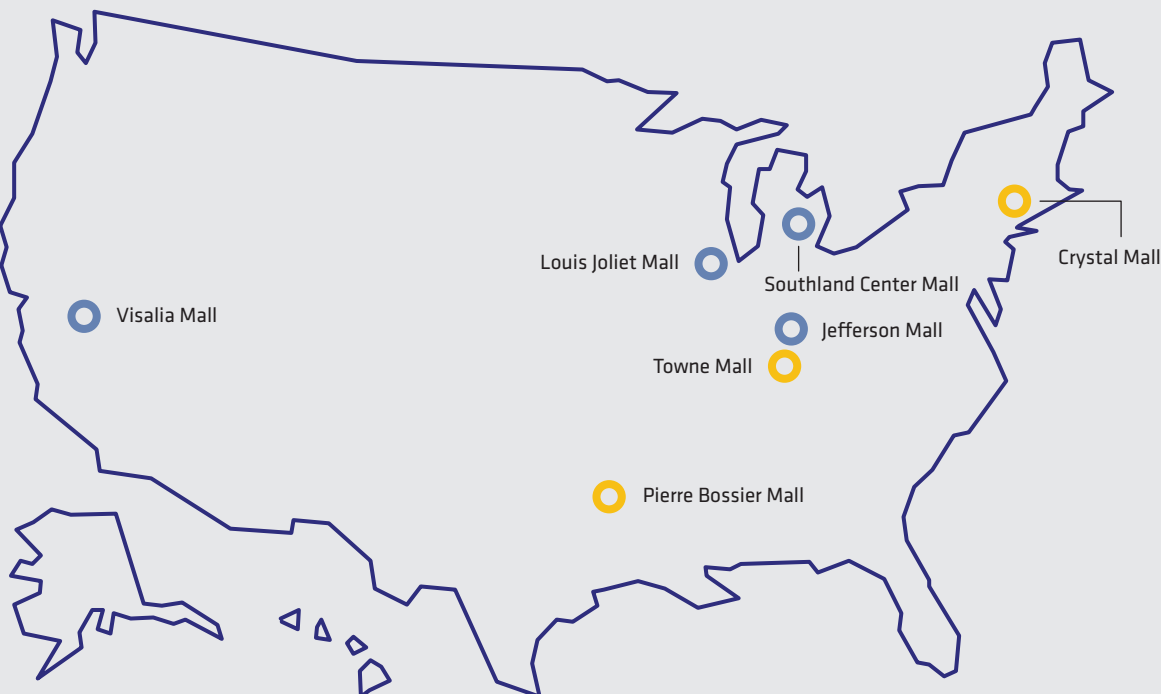 Crystal Mall
Louis Joliet Mall
Southland Center Mall
Visalia Mall
Jefferson Mall
Towne Mall
Pierre Bossier Mall